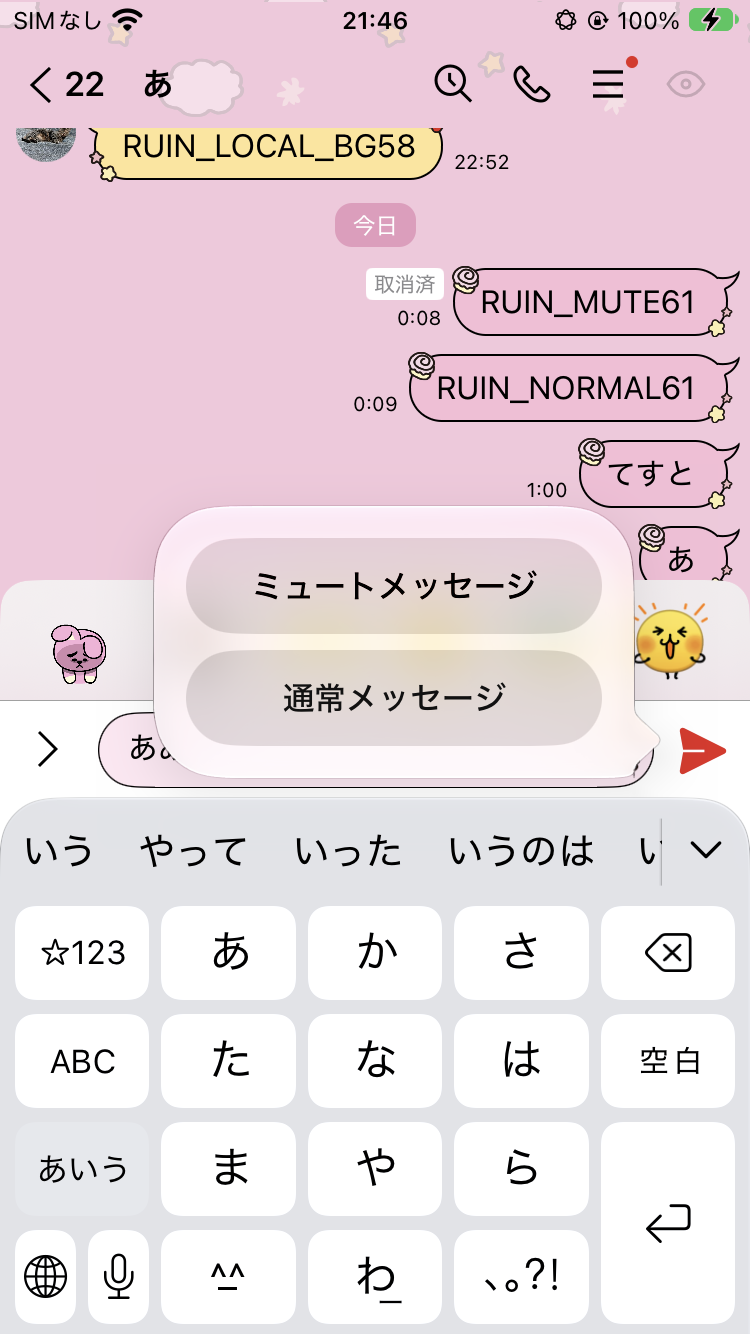 SIMなし 21:46 100%
22 あ
RUIN_LOCAL_BG58
22:52
今日
取消済
0:08
RUIN_MUTE61
0:09
RUIN_NORMAL61
1:00
てすと
あ
ミュートメッセージ
通常メッセージ
あ
いう やって いった いうのは い
☆123 あ か さ
ABC た な は 空白
あいう ま や ら
^^ わ_ 、。?!